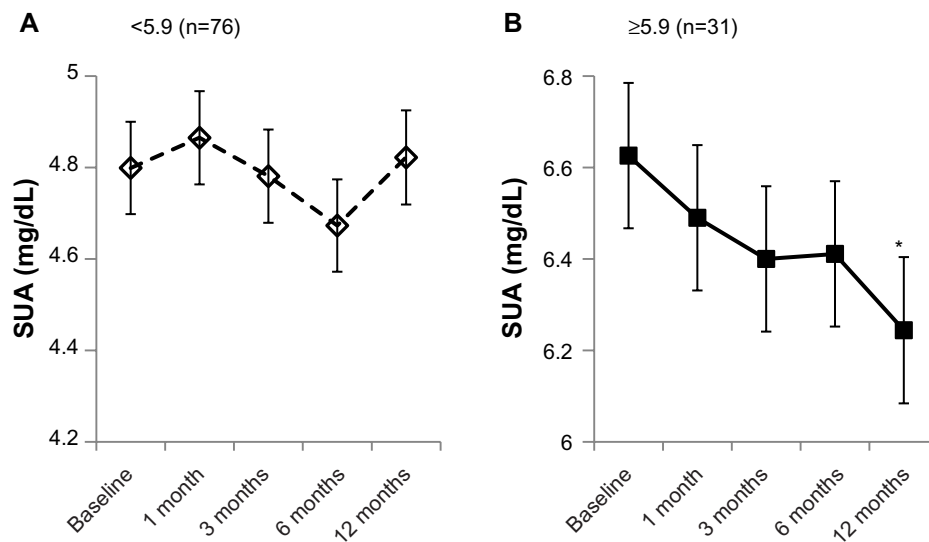 A
<5.9 (n=76)
SUA (mg/dL)
5
4.8
4.6
4.4
4.2
Baseline
1 month
3 months
6 months
12 months
B
≥5.9 (n=31)
SUA (mg/dL)
6.8
6.6
6.4
6.2
6
*
Baseline
1 month
3 months
6 months
12 months